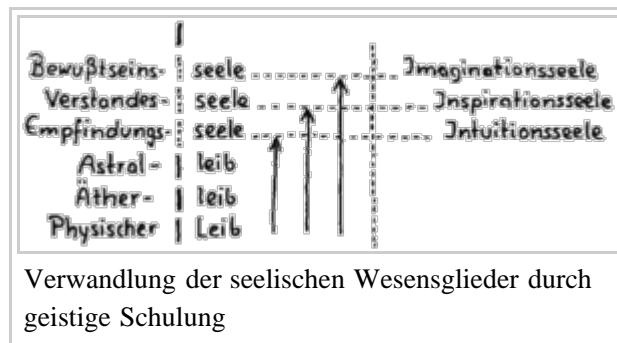 Bewußtseins- seele Imaginationsseele
Verstandes- seele Inspirationsseele
Empfindungs- seele Intuitionsseele
Astral- leib
Äther- leib
Physischer Leib
Verwandlung der seelischen Wesensglieder durch
geistige Schulung